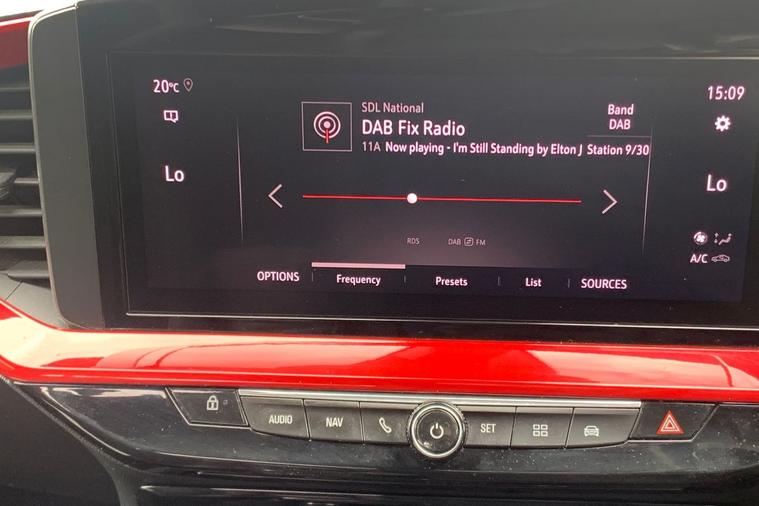 20°C
15:09
SDL National
DAB Fix Radio
11A Now playing - I'm Still Standing by Elton J
Band
DAB
Station 9/30
Lo
Lo
RDS
DAB FM
A/C
OPTIONS
Frequency
Presets
List
SOURCES
AUDIO
NAV
SET